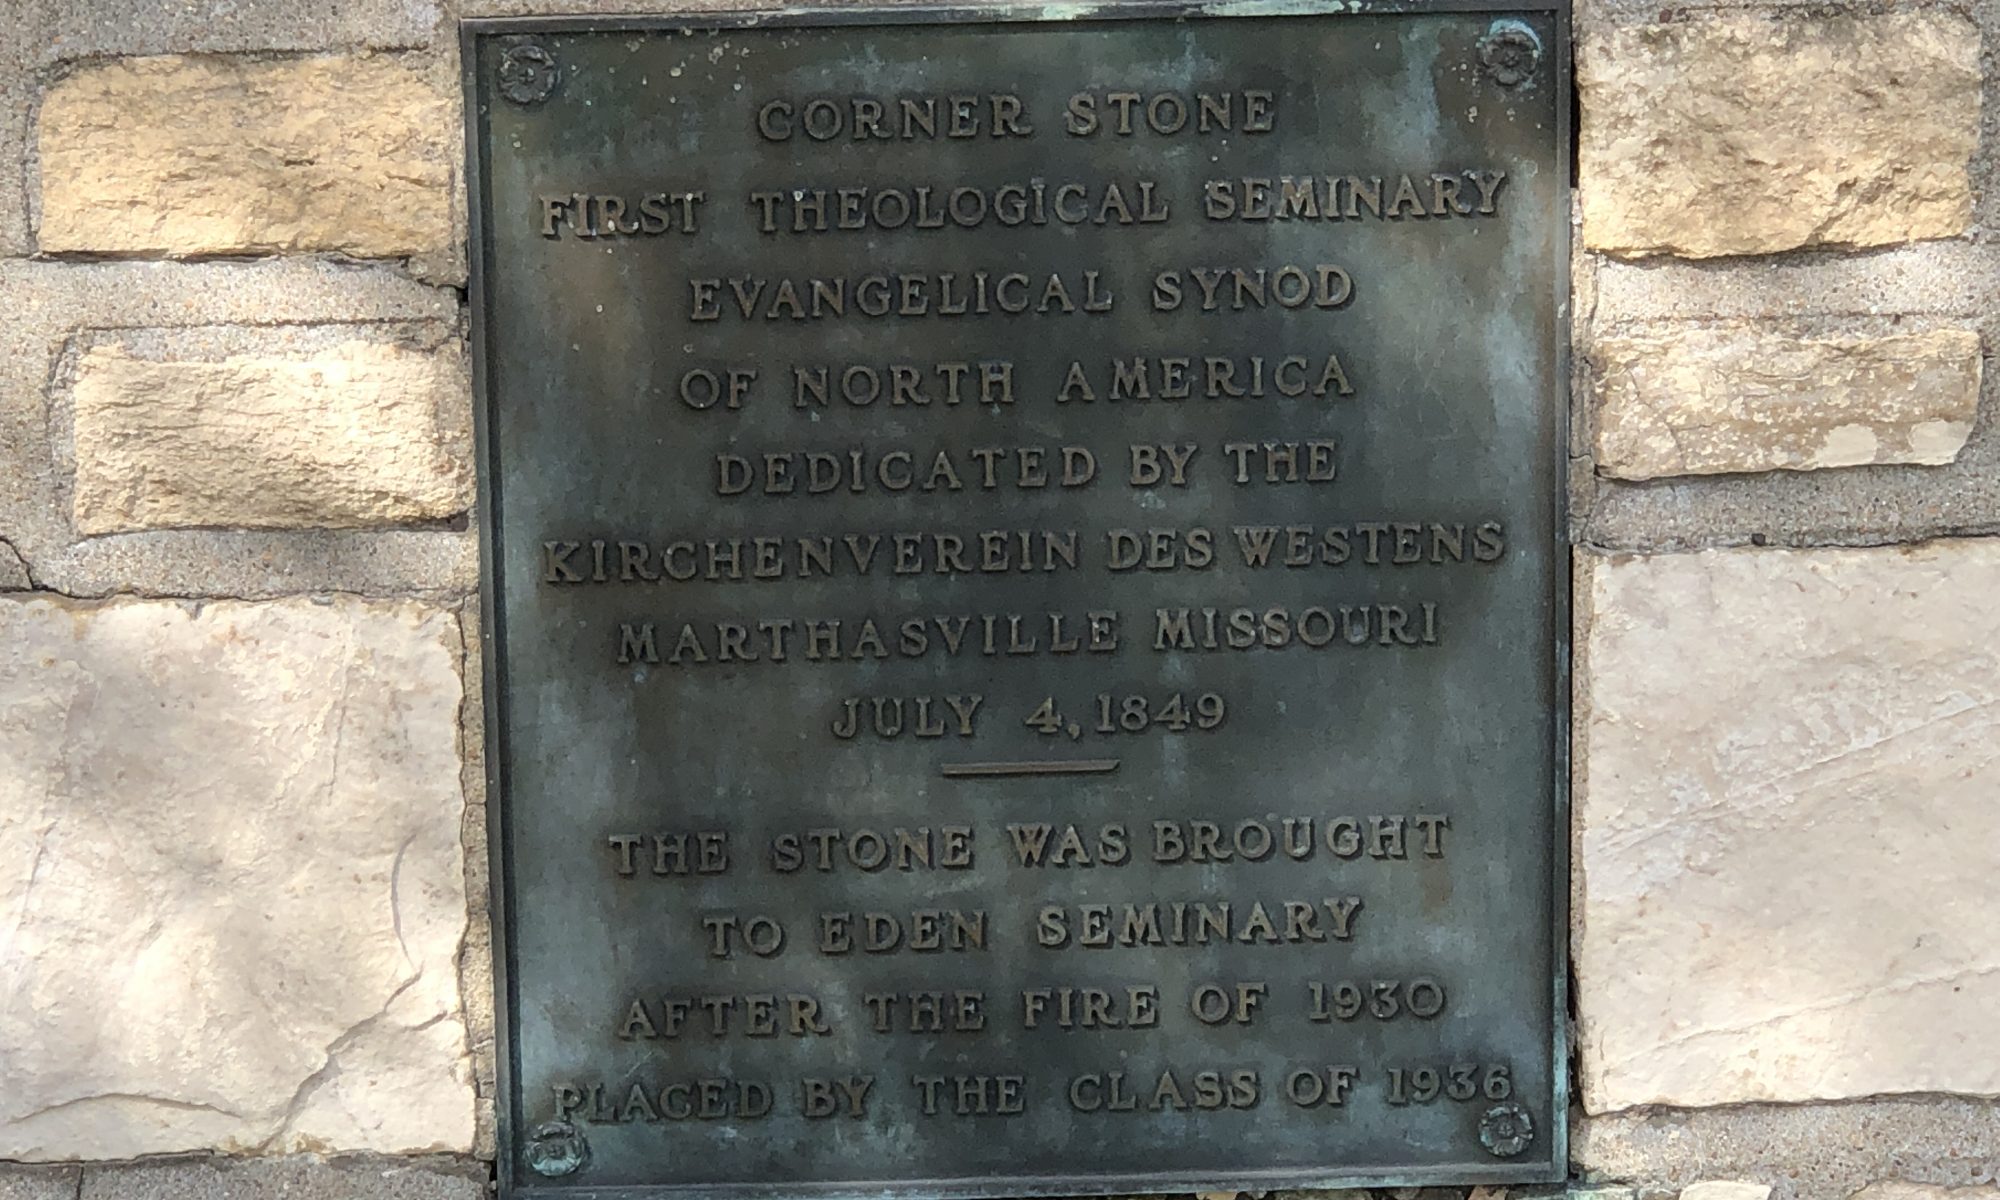 CORNER STONE
FIRST THEOLOGICAL SEMINARY
EVANGELICAL SYNOD
OF NORTH AMERICA
DEDICATED BY THE
KIRCHENVEREIN DES WESTENS
MARTHASVILLE MISSOURI
JULY 4, 1849
THE STONE WAS BROUGHT
TO EDEN SEMINARY
AFTER THE FIRE OF 1930
PLACED BY THE CLASS OF 1936